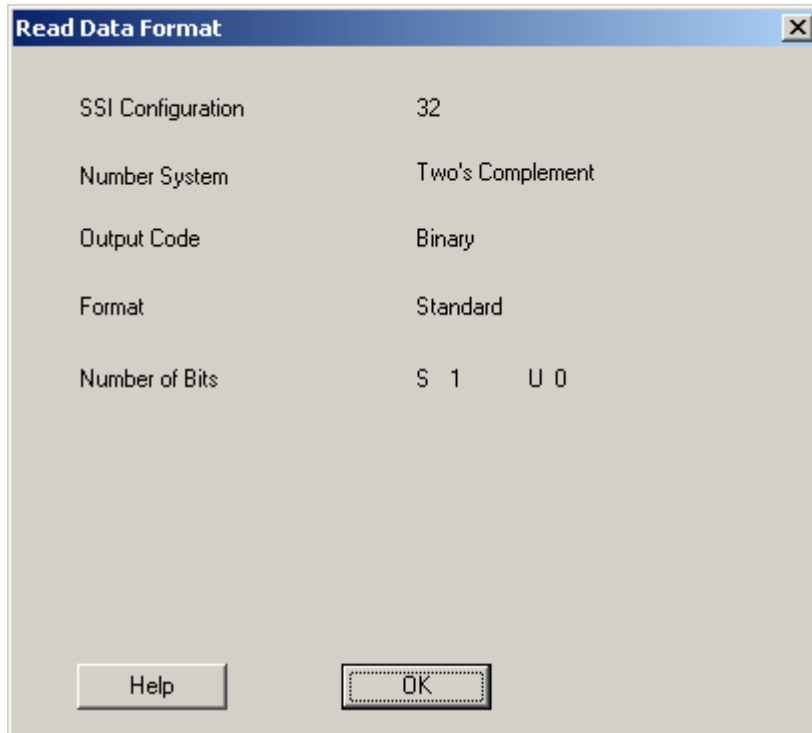 Read Data Format
SSI Configuration 32
Number System Two's Complement
Output Code Binary
Format Standard
Number of Bits S 1 U 0
Help OK